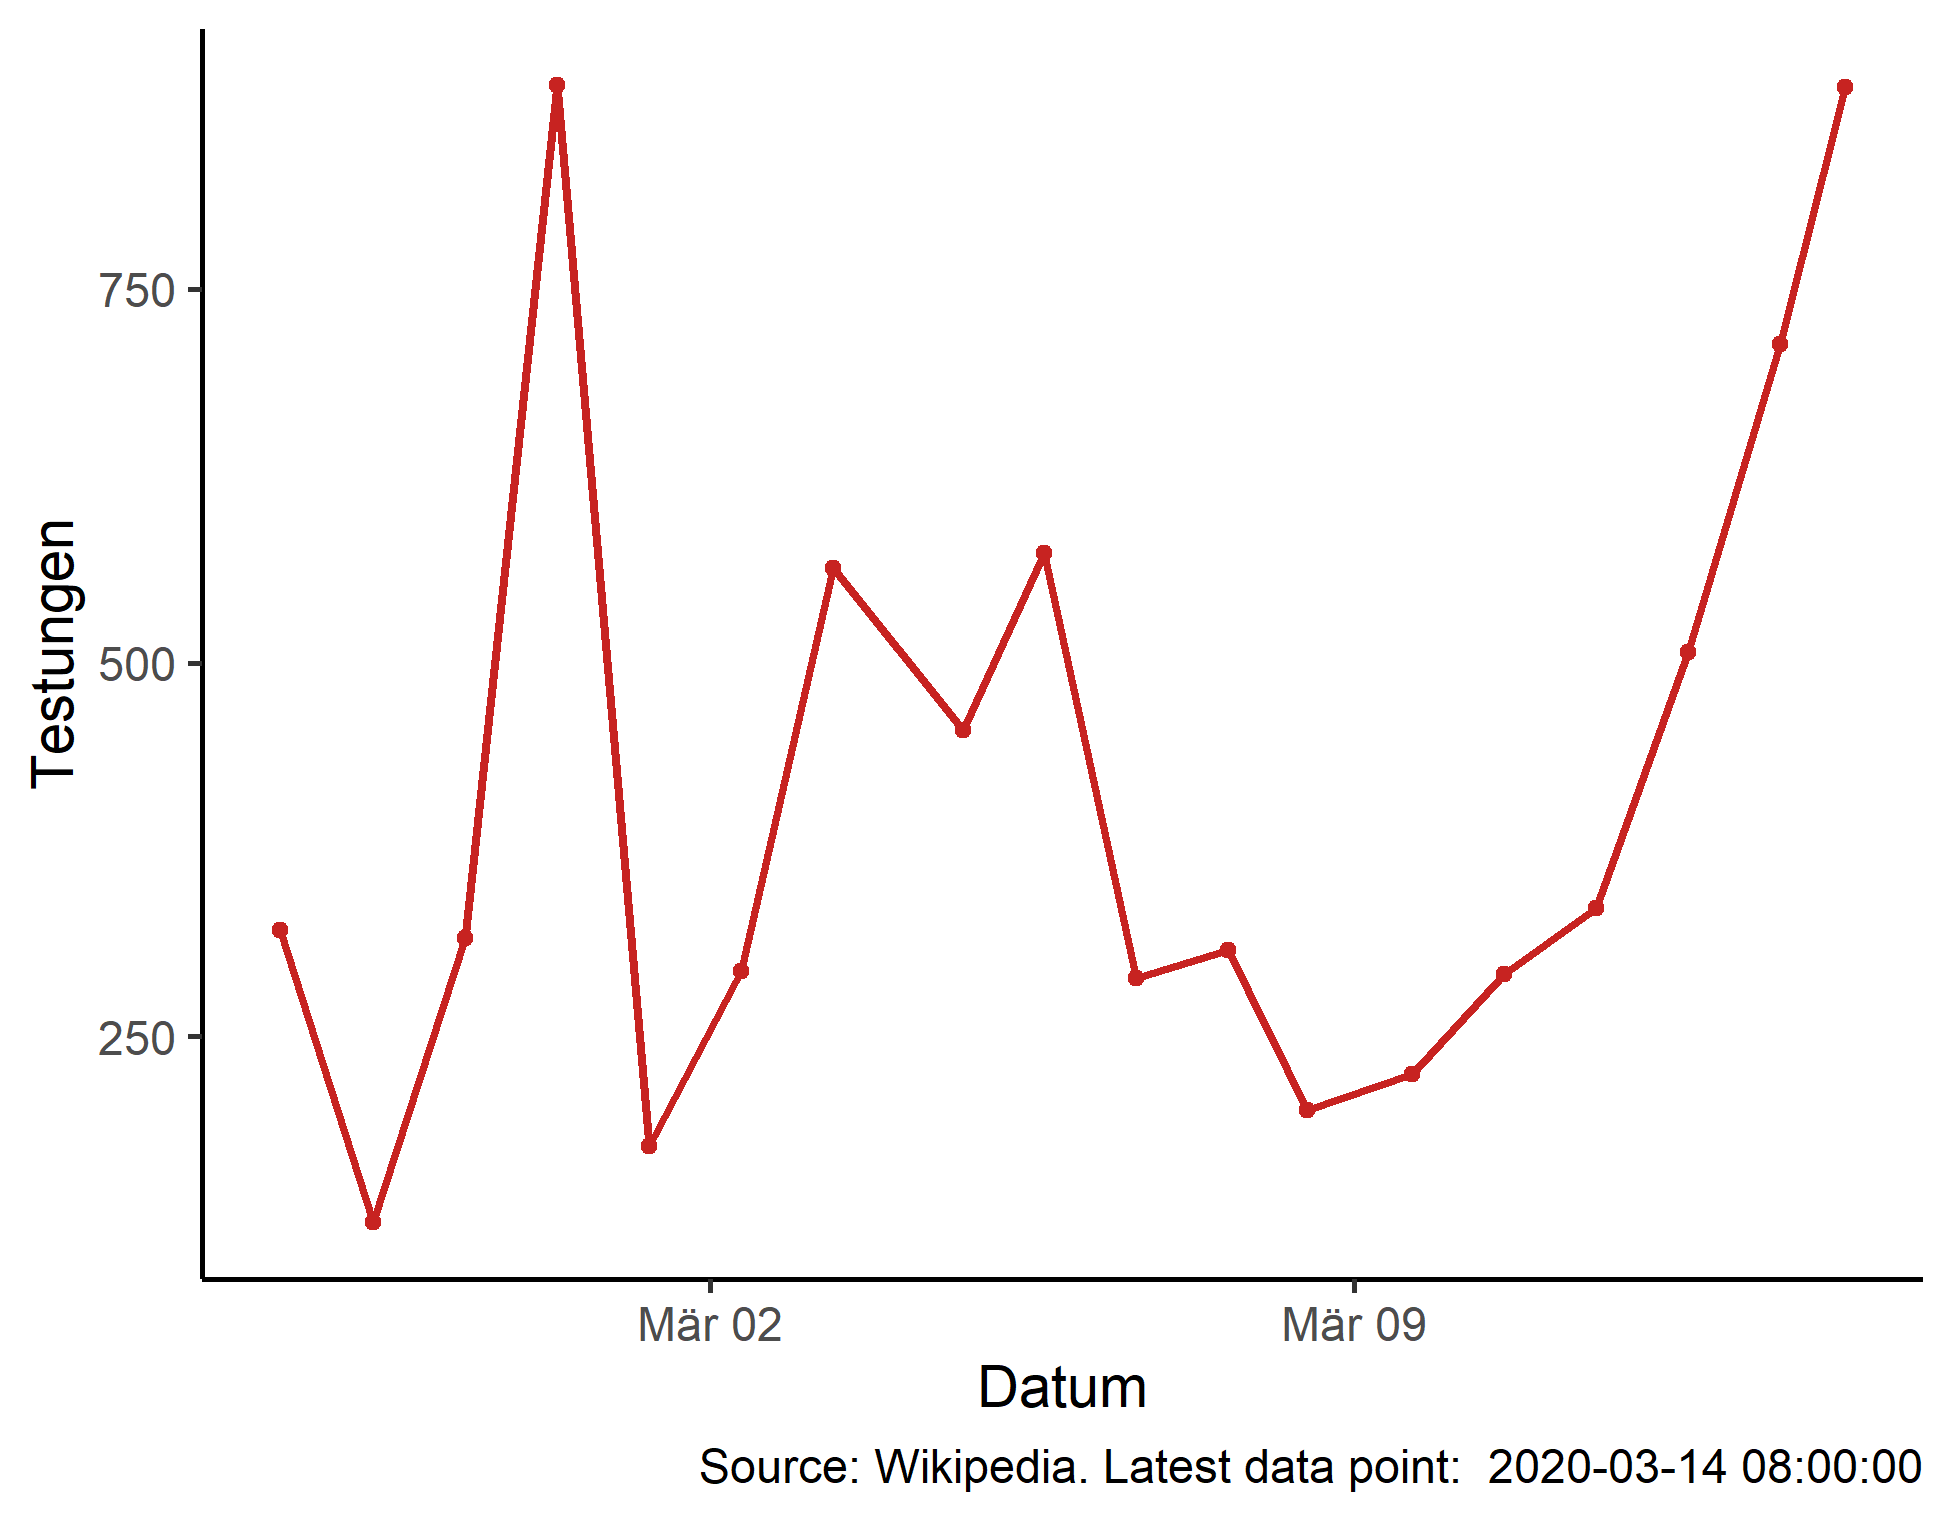 Testungen
750
500
250
Mär 02
Mär 09
Datum
Source: Wikipedia. Latest data point:  2020-03-14 08:00:00